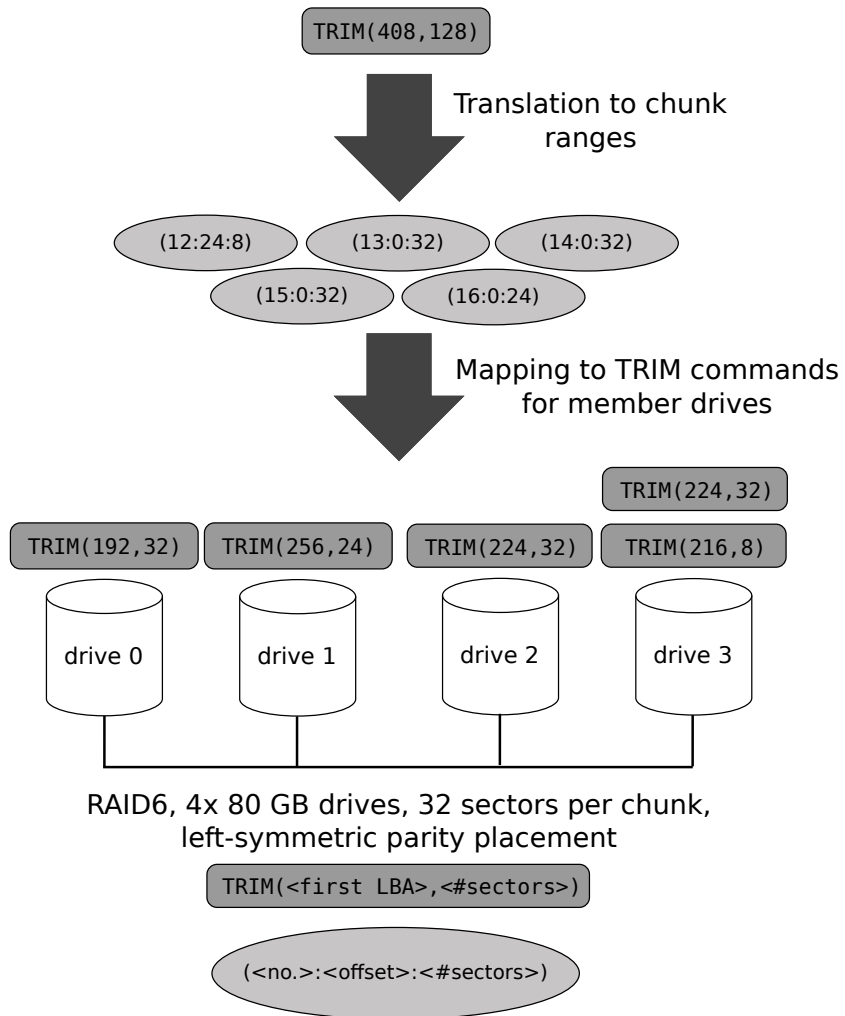 TRIM(408,128)
Translation to chunk
ranges
(12:24:8)
(13:0:32)
(14:0:32)
(15:0:32)
(16:0:24)
Mapping to TRIM commands
for member drives
TRIM(224,32)
TRIM(192,32)
TRIM(256,24)
TRIM(224,32)
TRIM(216,8)
drive 0
drive 1
drive 2
drive 3
RAID6, 4x 80 GB drives, 32 sectors per chunk,
left-symmetric parity placement
TRIM(<first LBA>,<#sectors>)
(<no.>:<offset>:<#sectors>)